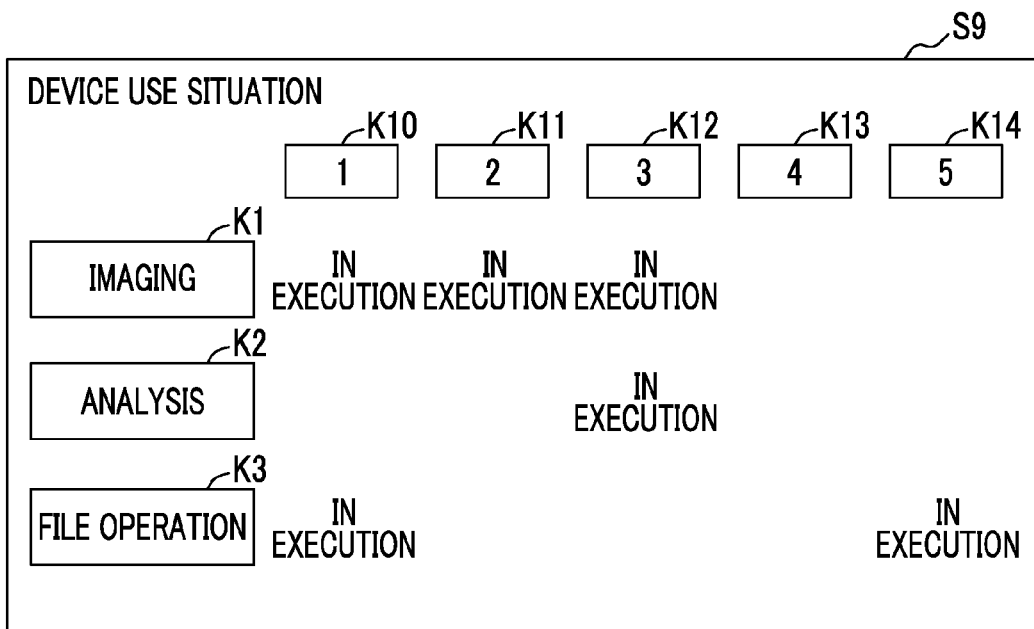 S9
DEVICE USE SITUATION
K10 K11 K12 K13 K14
1 2 3 4 5
K1
IMAGING
IN IN IN
EXECUTION EXECUTION EXECUTION
K2
ANALYSIS
IN
EXECUTION
K3
FILE OPERATION
IN IN
EXECUTION EXECUTION